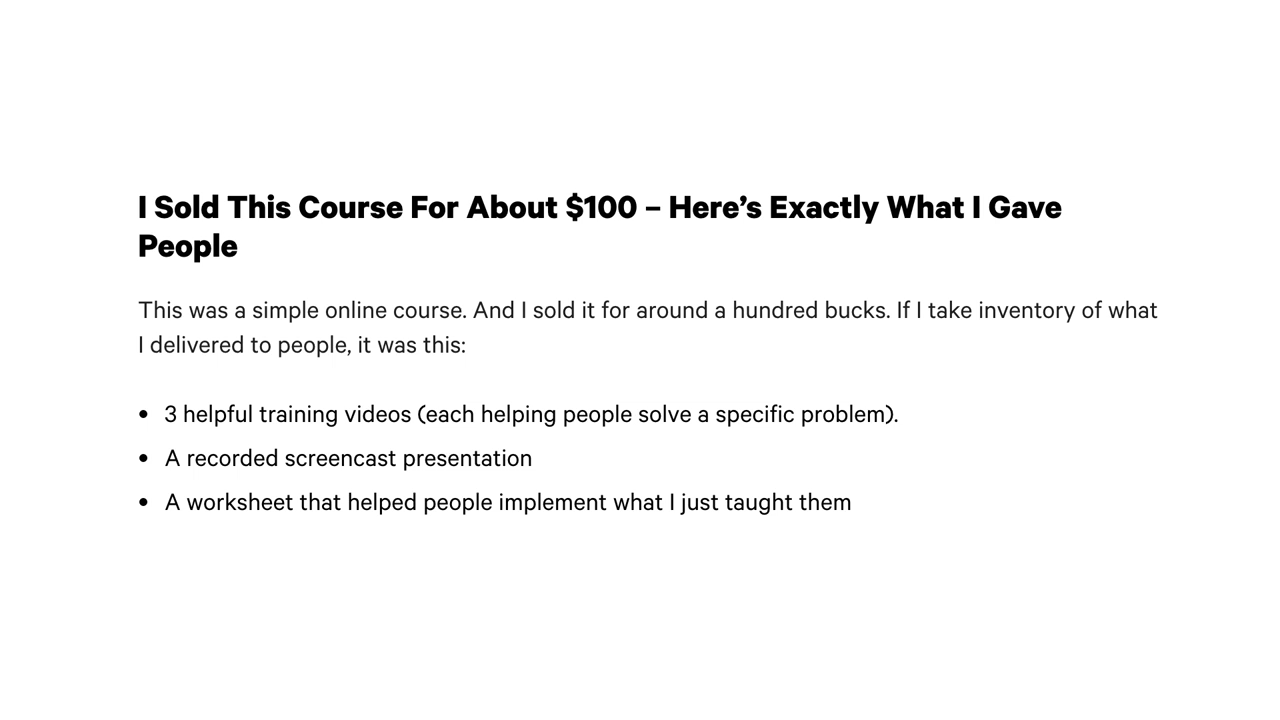 I Sold This Course For About $100 – Here’s Exactly What I Gave
People
This was a simple online course. And I sold it for around a hundred bucks. If I take inventory of what
I delivered to people, it was this:
• 3 helpful training videos (each helping people solve a specific problem).
• A recorded screencast presentation
• A worksheet that helped people implement what I just taught them